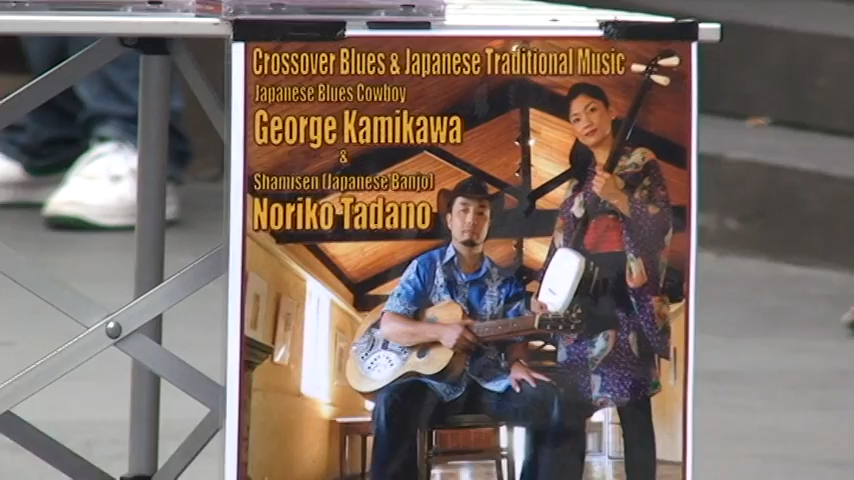 Crossover Blues & Japanese Traditional Music
Japanese Blues Cowboy
George Kamikawa
&
Shamisen (Japanese Banjo)
Noriko Tadano